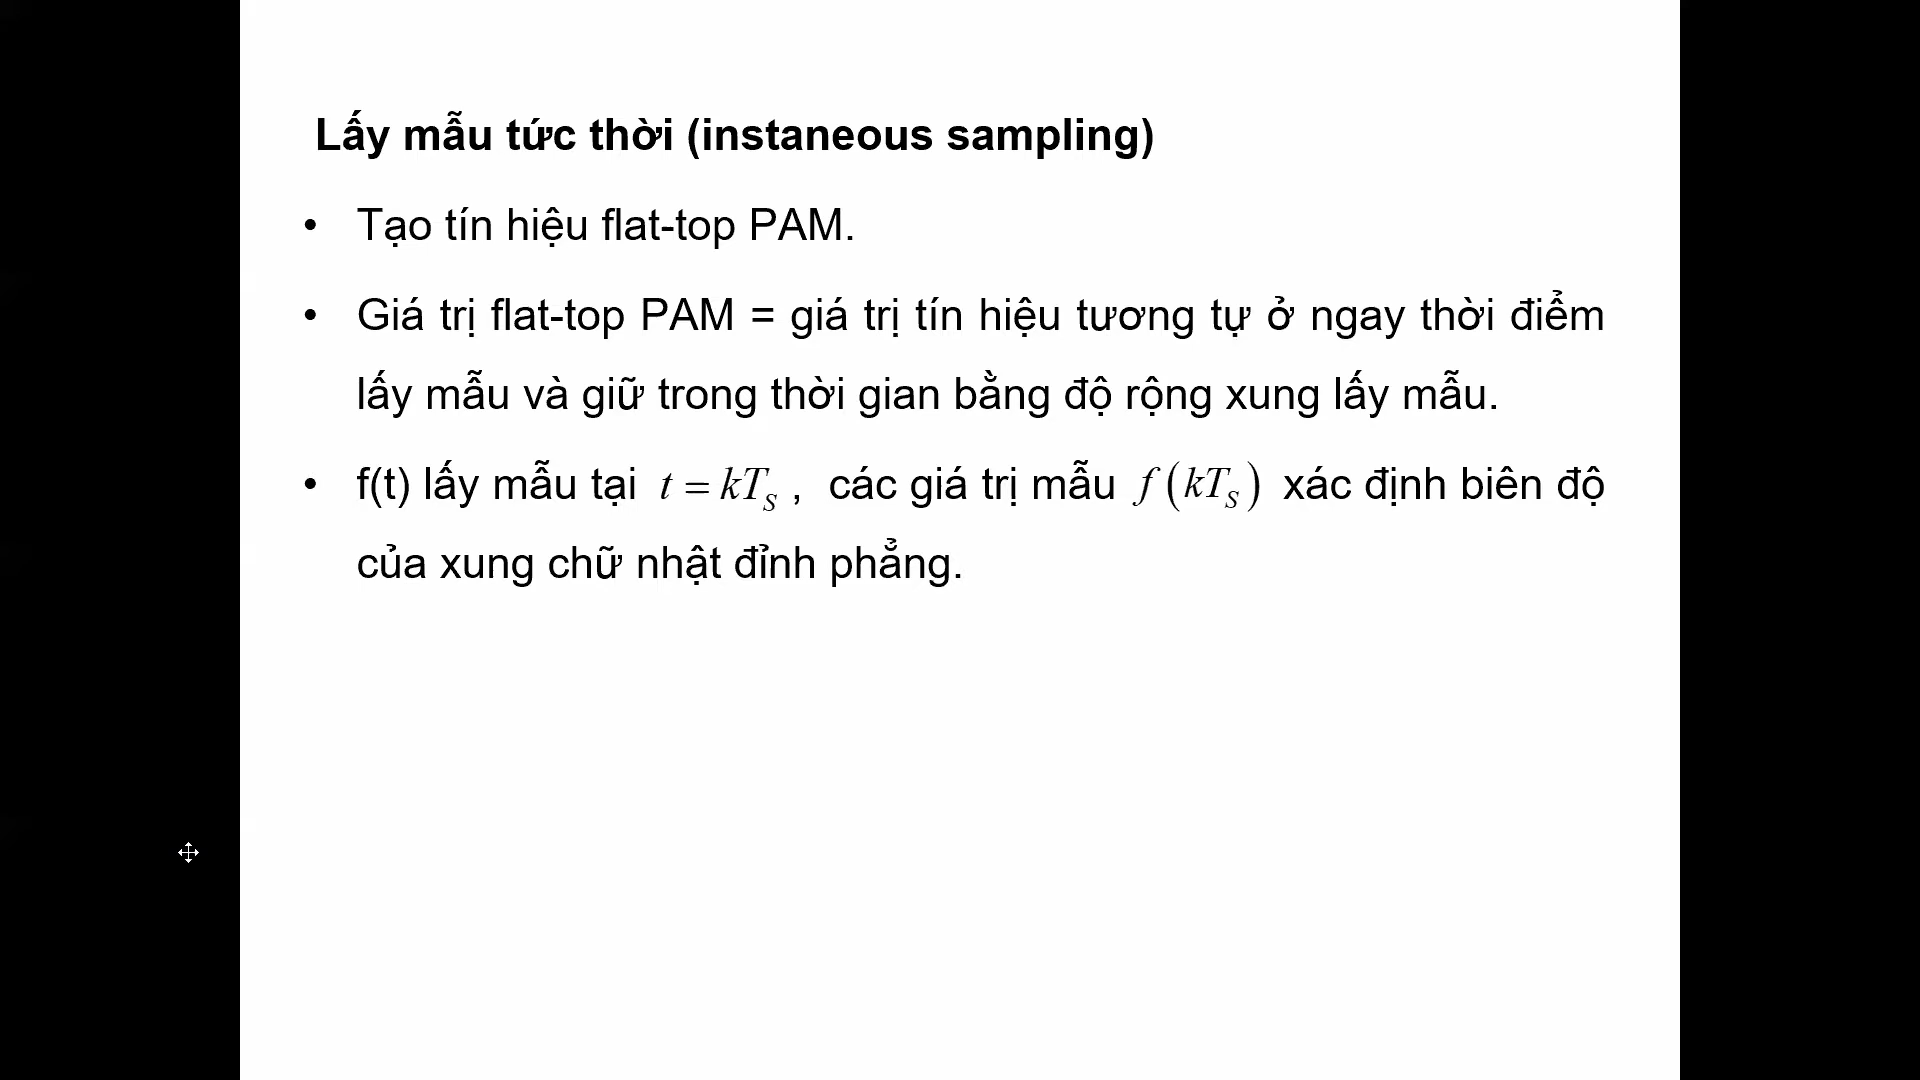 Lấy mẫu tức thời (instaneous sampling)
• Tạo tín hiệu flat-top PAM.
• Giá trị flat-top PAM = giá trị tín hiệu tương tự ở ngay thời điểm
lấy mẫu và giữ trong thời gian bằng độ rộng xung lấy mẫu.
• f(t) lấy mẫu tại t = kT_S , các giá trị mẫu f(kT_S) xác định biên độ
của xung chữ nhật đỉnh phẳng.